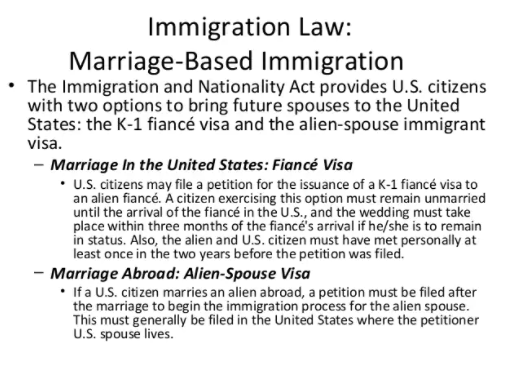 Immigration Law:
Marriage-Based Immigration
• The Immigration and Nationality Act provides U.S. citizens
with two options to bring future spouses to the United
States: the K-1 fiancé visa and the alien-spouse immigrant
visa.
– Marriage In the United States: Fiancé Visa
• U.S. citizens may file a petition for the issuance of a K-1 fiancé visa to
an alien fiancé. A citizen exercising this option must remain unmarried
until the arrival of the fiancé in the U.S., and the wedding must take
place within three months of the fiancé's arrival if he/she is to remain
in status. Also, the alien and U.S. citizen must have met personally at
least once in the two years before the petition was filed.
– Marriage Abroad: Alien-Spouse Visa
• If a U.S. citizen marries an alien abroad, a petition must be filed after
the marriage to begin the immigration process for the alien spouse.
This must generally be filed in the United States where the petitioner
U.S. spouse lives.